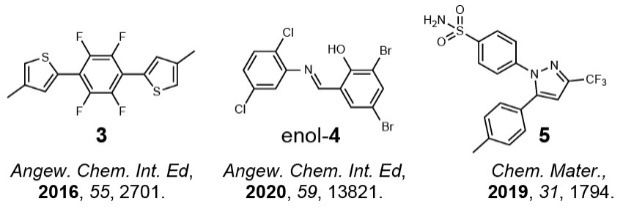 S
F
F
S
F
F
3
Cl
Cl
N
HO
Br
Br
enol-4
H₂N
O
S
O
N
N
CF₃
5
Angew. Chem. Int. Ed,
2016, 55, 2701.
Angew. Chem. Int. Ed,
2020, 59, 13821.
Chem. Mater.,
2019, 31, 1794.